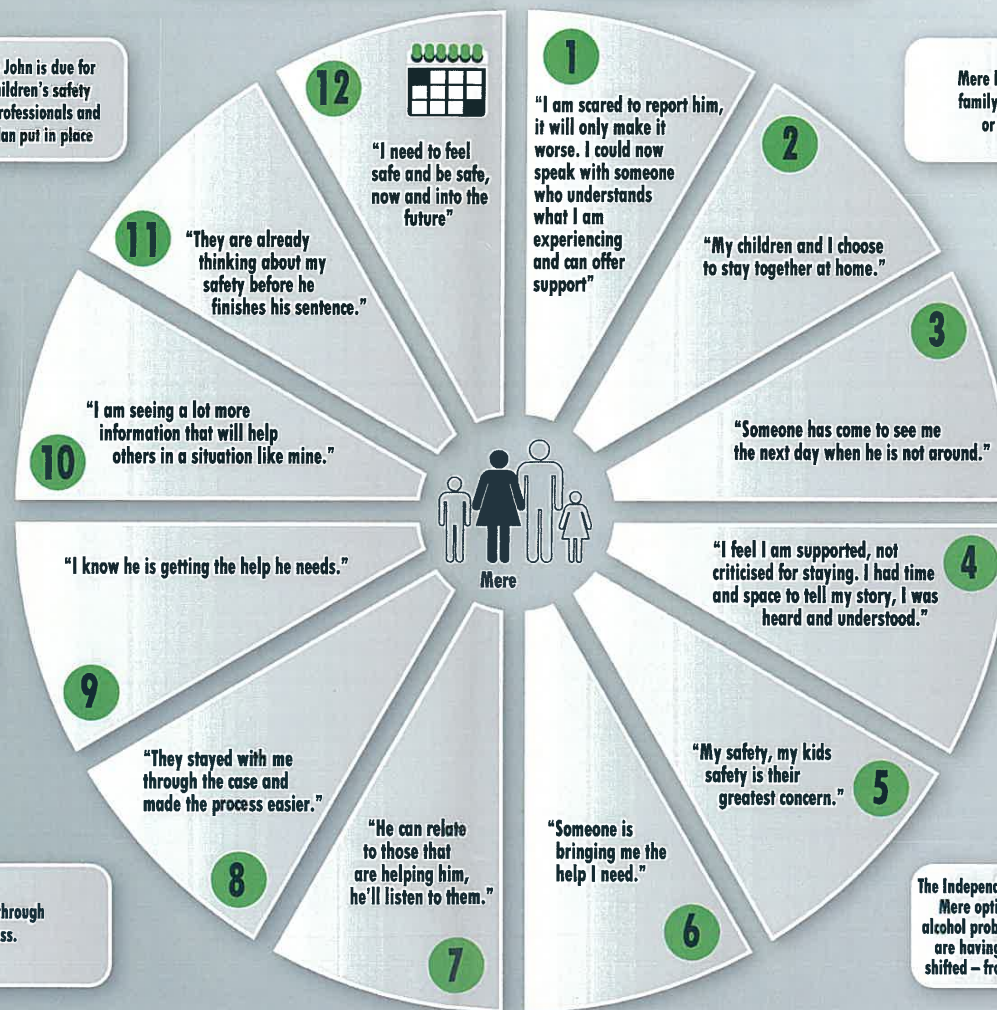 John is due for
ildren's safety
rofessionals and
lan put in place
12
"I need to feel
safe and be safe,
now and into the
future"
1
"I am scared to report him,
it will only make it
worse. I could now
speak with someone
who understands
what I am
experiencing
and can offer
support"
Mere
family
or
2
"My children and I choose
to stay together at home."
3
"Someone has come to see me
the next day when he is not around."
4
"I feel I am supported, not
criticised for staying. I had time
and space to tell my story, I was
heard and understood."
5
"My safety, my kids
safety is their
greatest concern."
6
"Someone is
bringing me the
help I need."
7
"He can relate
to those that
are helping him,
he'll listen to them."
8
"They stayed with me
through the case and
made the process easier."
9
"I know he is getting the help he needs."
10
"I am seeing a lot more
information that will help
others in a situation like mine."
11
"They are already
thinking about my
safety before he
finishes his sentence."
Mere
through
ss.
The Independ
Mere opti
alcohol prob
are having
shifted – fro